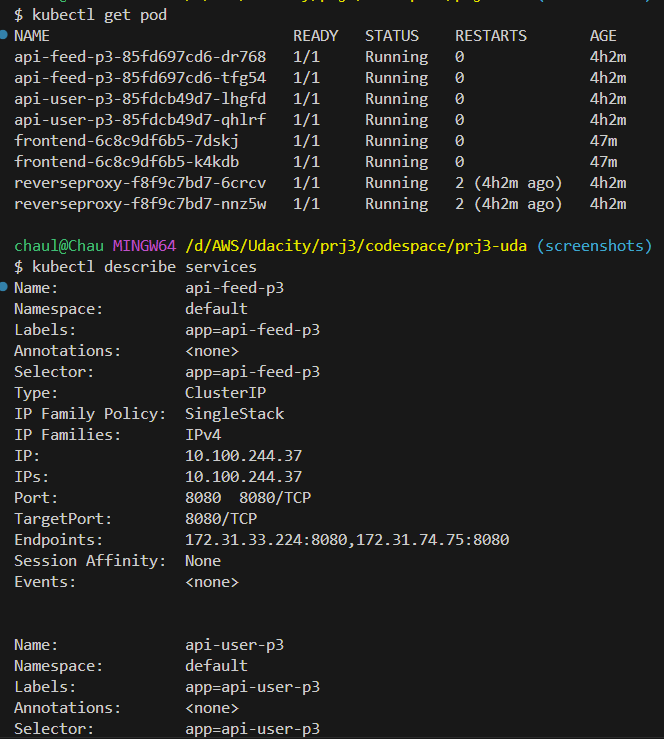 $ kubectl get pod
NAME READY STATUS RESTARTS AGE
api-feed-p3-85fd697cd6-dr768 1/1 Running 0 4h2m
api-feed-p3-85fd697cd6-tfg54 1/1 Running 0 4h2m
api-user-p3-85fdcb49d7-lhgfd 1/1 Running 0 4h2m
api-user-p3-85fdcb49d7-qhlrf 1/1 Running 0 4h2m
frontend-6c8c9df6b5-7dskj 1/1 Running 0 47m
frontend-6c8c9df6b5-k4kdb 1/1 Running 0 47m
reverseproxy-f8f9c7bd7-6crcv 1/1 Running 2 (4h2m ago) 4h2m
reverseproxy-f8f9c7bd7-nnz5w 1/1 Running 2 (4h2m ago) 4h2m
chaul@Chau MINGW64 /d/AWS/Udacity/prj3/codespace/prj3-uda (screenshots)
$ kubectl describe services
Name: api-feed-p3
Namespace: default
Labels: app=api-feed-p3
Annotations: <none>
Selector: app=api-feed-p3
Type: ClusterIP
IP Family Policy: SingleStack
IP Families: IPv4
IP: 10.100.244.37
IPs: 10.100.244.37
Port: 8080 8080/TCP
TargetPort: 8080/TCP
Endpoints: 172.31.33.224:8080,172.31.74.75:8080
Session Affinity: None
Events: <none>
Name: api-user-p3
Namespace: default
Labels: app=api-user-p3
Annotations: <none>
Selector: app=api-user-p3